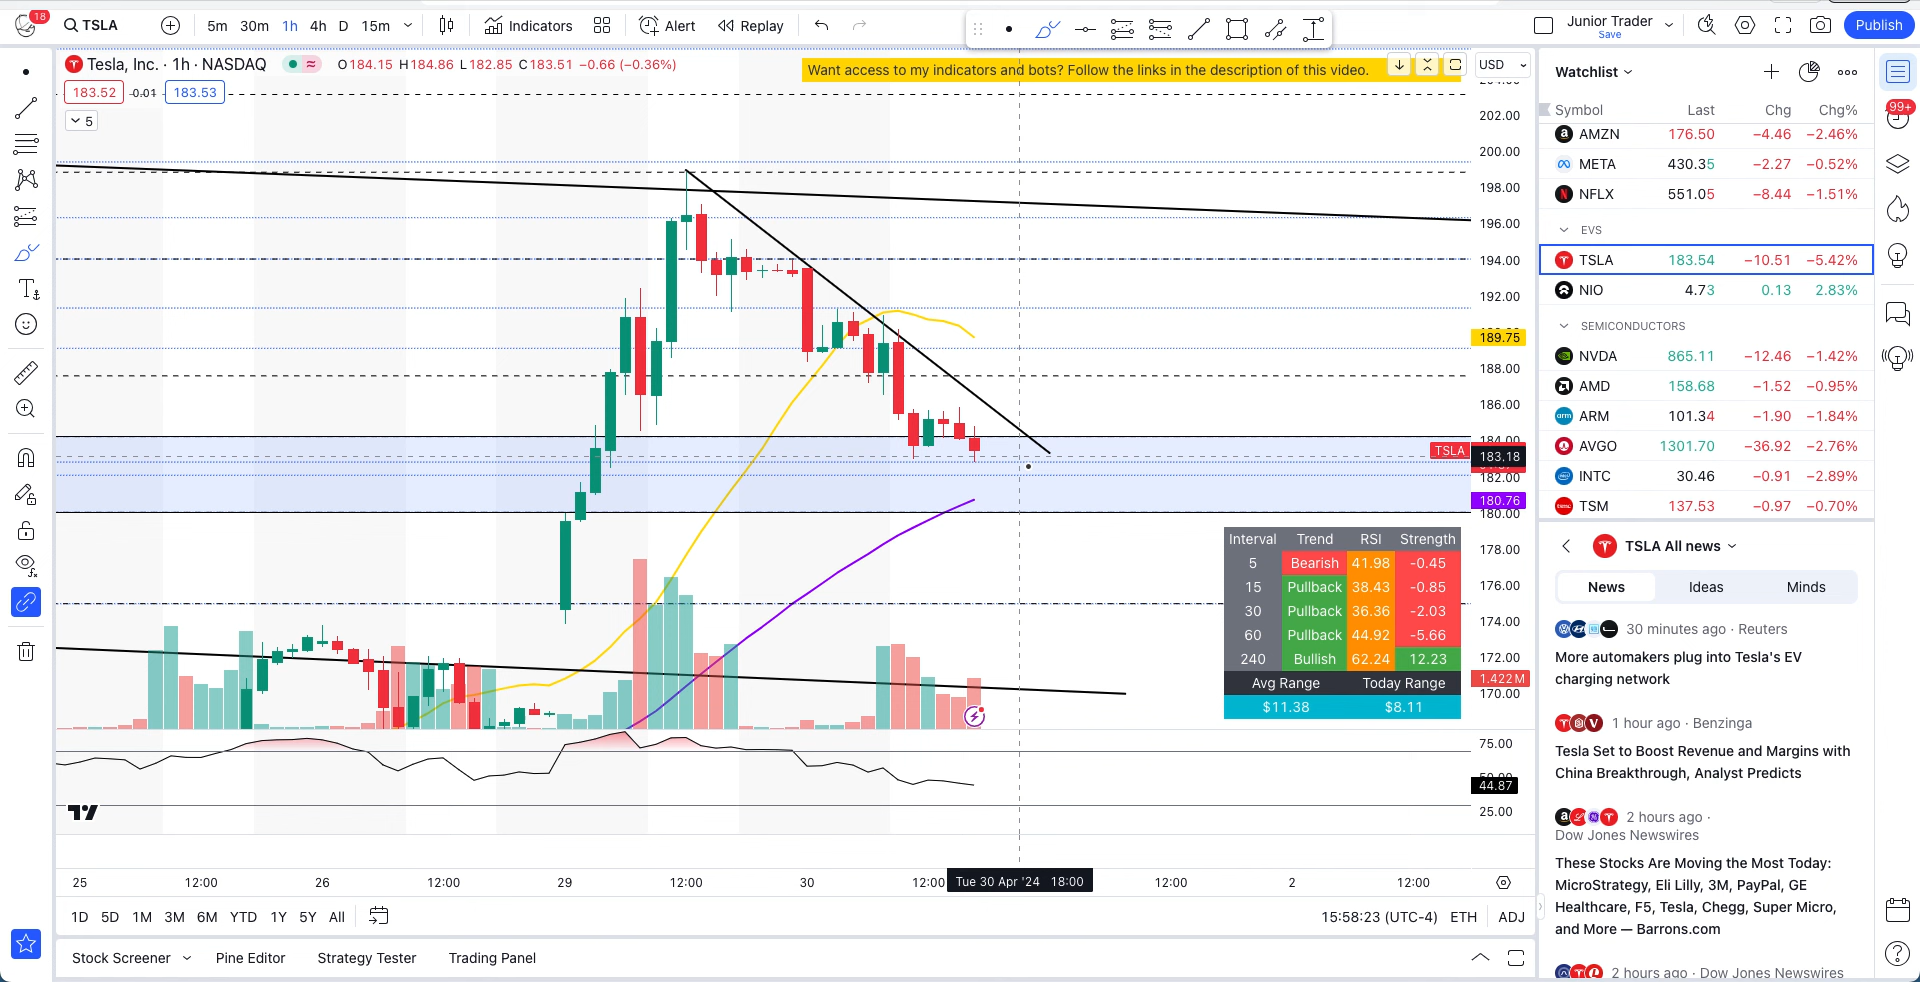 18
TSLA
5m 30m 1h 4h D 15m
Indicators
Alert
Replay
Junior Trader
Save
Publish
Tesla, Inc. · 1h · NASDAQ
O184.15 H184.86 L182.85 C183.51 −0.66 (−0.36%)
Want access to my indicators and bots? Follow the links in the description of this video.
USD
183.52 0.01 183.53
5
202.00
200.00
198.00
196.00
194.00
192.00
189.75
188.00
186.00
184.00
TSLA 183.18
182.00
180.76
180.00
178.00
176.00
174.00
172.00
1.422M
170.00
75.00
44.87
25.00
Interval Trend RSI Strength
5 Bearish 41.98 -0.45
15 Pullback 38.43 -0.85
30 Pullback 36.36 -2.03
60 Pullback 44.92 -5.66
240 Bullish 62.24 12.23
Avg Range Today Range
$11.38 $8.11
25 12:00 26 12:00 29 12:00 30 12:00 Tue 30 Apr '24 18:00 12:00 2 12:00
1D 5D 1M 3M 6M YTD 1Y 5Y All
15:58:23 (UTC-4) ETH ADJ
Stock Screener Pine Editor Strategy Tester Trading Panel
Watchlist
99+
Symbol Last Chg Chg%
AMZN 176.50 −4.46 −2.46%
META 430.35 −2.27 −0.52%
NFLX 551.05 −8.44 −1.51%
EVS
TSLA 183.54 −10.51 −5.42%
NIO 4.73 0.13 2.83%
SEMICONDUCTORS
NVDA 865.11 −12.46 −1.42%
AMD 158.68 −1.52 −0.95%
ARM 101.34 −1.90 −1.84%
AVGO 1301.70 −36.92 −2.76%
INTC 30.46 −0.91 −2.89%
TSM 137.53 −0.97 −0.70%
TSLA All news
News Ideas Minds
30 minutes ago · Reuters
More automakers plug into Tesla's EV
charging network
1 hour ago · Benzinga
Tesla Set to Boost Revenue and Margins with
China Breakthrough, Analyst Predicts
2 hours ago ·
Dow Jones Newswires
These Stocks Are Moving the Most Today:
MicroStrategy, Eli Lilly, 3M, PayPal, GE
Healthcare, F5, Tesla, Chegg, Super Micro,
and More — Barrons.com
2 hours ago · Dow Jones Newswires